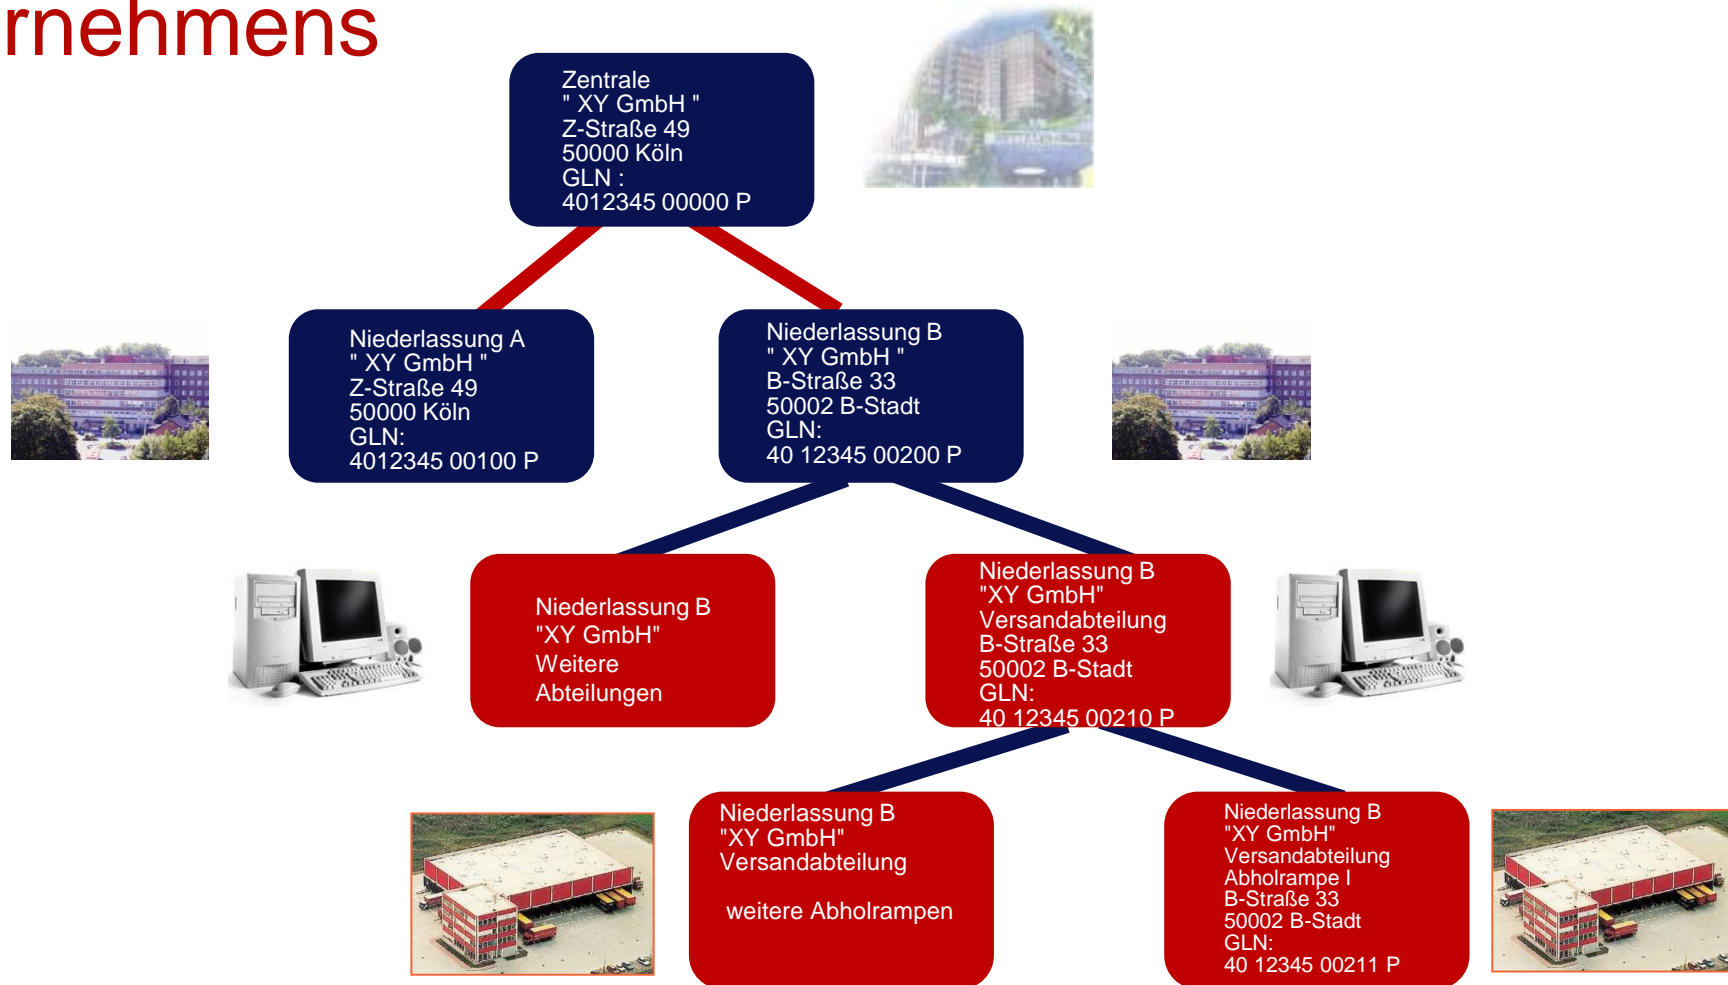 rnehmens
Zentrale
" XY GmbH "
Z-Straße 49
50000 Köln
GLN :
4012345 00000 P
Niederlassung A
" XY GmbH "
Z-Straße 49
50000 Köln
GLN:
4012345 00100 P
Niederlassung B
" XY GmbH "
B-Straße 33
50002 B-Stadt
GLN:
40 12345 00200 P
Niederlassung B
"XY GmbH"
Weitere
Abteilungen
Niederlassung B
"XY GmbH"
Versandabteilung
B-Straße 33
50002 B-Stadt
GLN:
40 12345 00210 P
Niederlassung B
"XY GmbH"
Versandabteilung
weitere Abholrampen
Niederlassung B
"XY GmbH"
Versandabteilung
Abholrampe I
B-Straße 33
50002 B-Stadt
GLN:
40 12345 00211 P